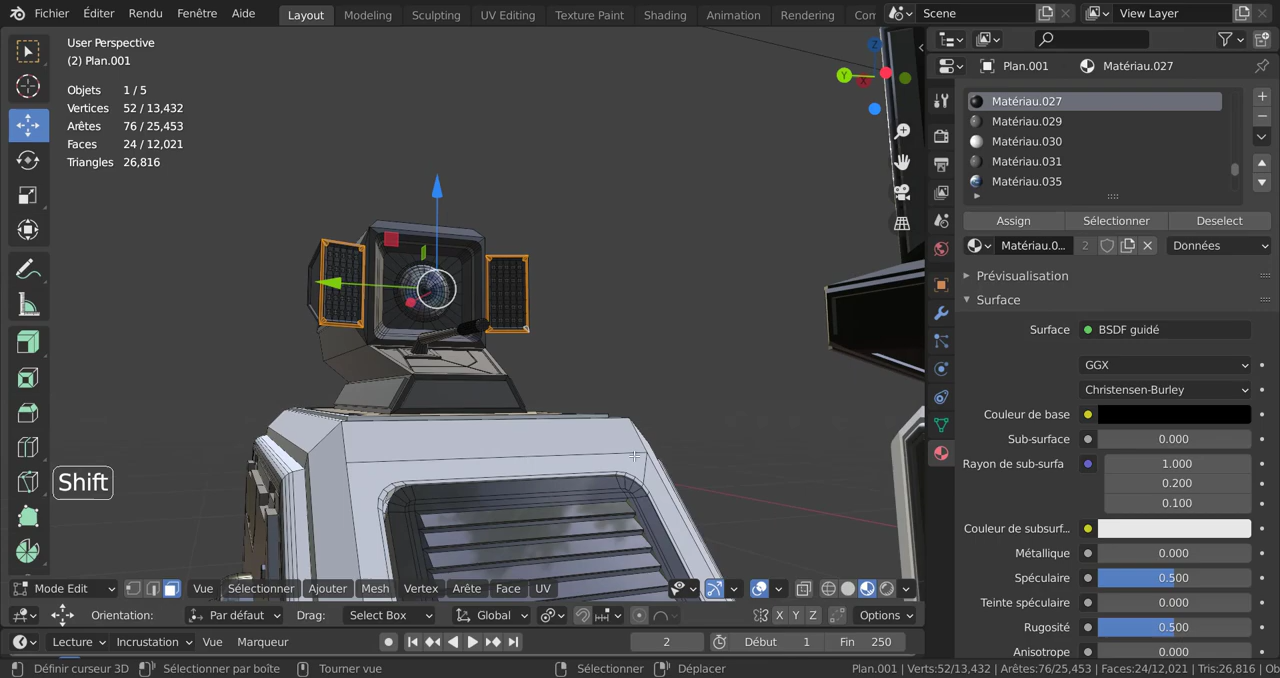 Fichier Éditer Rendu Fenêtre Aide Layout Modeling Sculpting UV Editing Texture Paint Shading Animation Rendering Com Scene View Layer
User Perspective
(2) Plan.001
Objets 1 / 5
Vertices 52 / 13,432
Arêtes 76 / 25,453
Faces 24 / 12,021
Triangles 26,816
Z
Y
X
Shift
Plan.001 Matériau.027
Matériau.027
Matériau.029
Matériau.030
Matériau.031
Matériau.035
Assign Sélectionner Deselect
Matériau.0... 2 Données
Prévisualisation
Surface
Surface BSDF guidé
GGX
Christensen-Burley
Couleur de base
Sub-surface 0.000
Rayon de sub-surfa 1.000
0.200
0.100
Couleur de subsurf...
Métallique 0.000
Spéculaire 0.500
Teinte spéculaire 0.000
Rugosité 0.500
Anisotrope 0.000
Mode Edit Vue Sélectionner Ajouter Mesh Vertex Arête Face UV
Orientation: Par défaut Drag: Select Box Global X Y Z Options
Lecture Incrustation Vue Marqueur 2 Début 1 Fin 250
Définir curseur 3D Sélectionner par boîte Tourner vue Sélectionner Déplacer Plan.001 | Verts:52/13,432 | Arêtes:76/25,453 | Faces:24/12,021 | Tris:26,816 | Ob